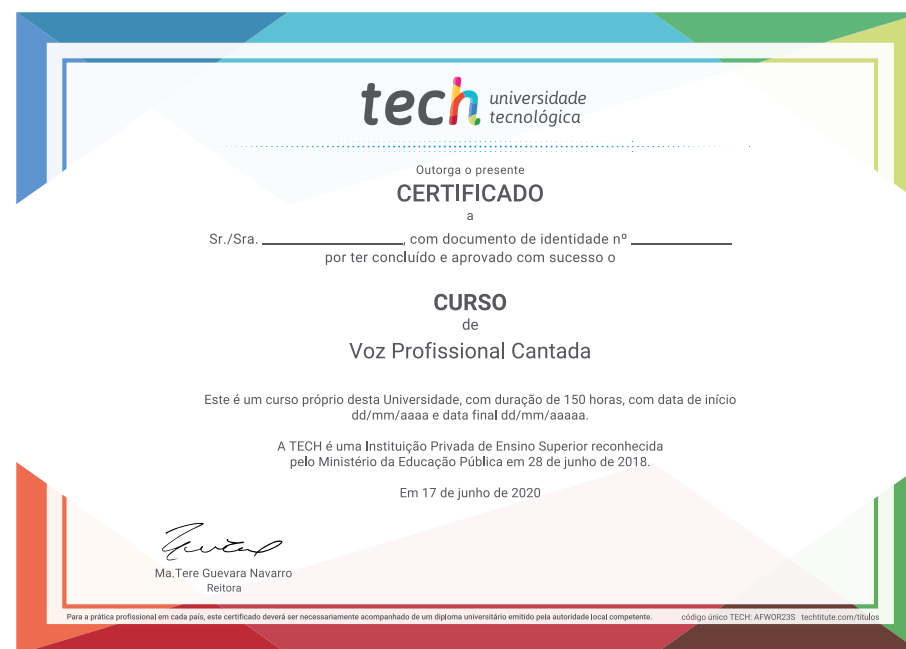 tech universidade
tecnológica
Outorga o presente
CERTIFICADO
a
Sr./Sra. ________________, com documento de identidade nº ____________
por ter concluído e aprovado com sucesso o
CURSO
de
Voz Profissional Cantada
Este é um curso próprio desta Universidade, com duração de 150 horas, com data de início
dd/mm/aaaa e data final dd/mm/aaaaa.
A TECH é uma Instituição Privada de Ensino Superior reconhecida
pelo Ministério da Educação Pública em 28 de junho de 2018.
Em 17 de junho de 2020
Ma.Tere Guevara Navarro
Reitora
Para a prática profissional em cada país, este certificado deverá ser necessariamente acompanhado de um diploma universitário emitido pela autoridade local competente. código único TECH: AFWOR23S techtitute.com/titulos